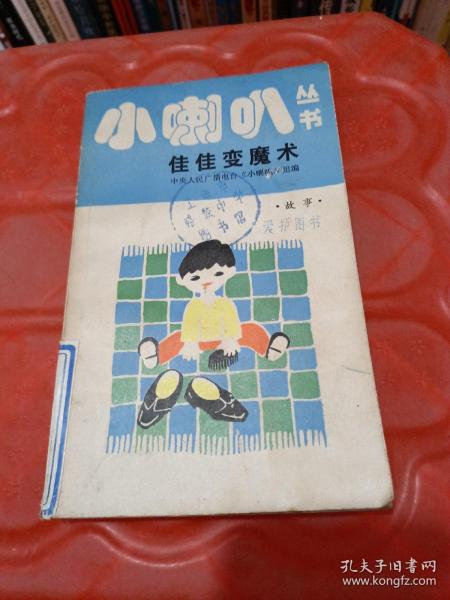 小喇叭丛书
佳佳变魔术
中央人民广播电台《小喇叭》组编
·故事·
爱护图书
孔夫子旧书网
www.kongfz.com